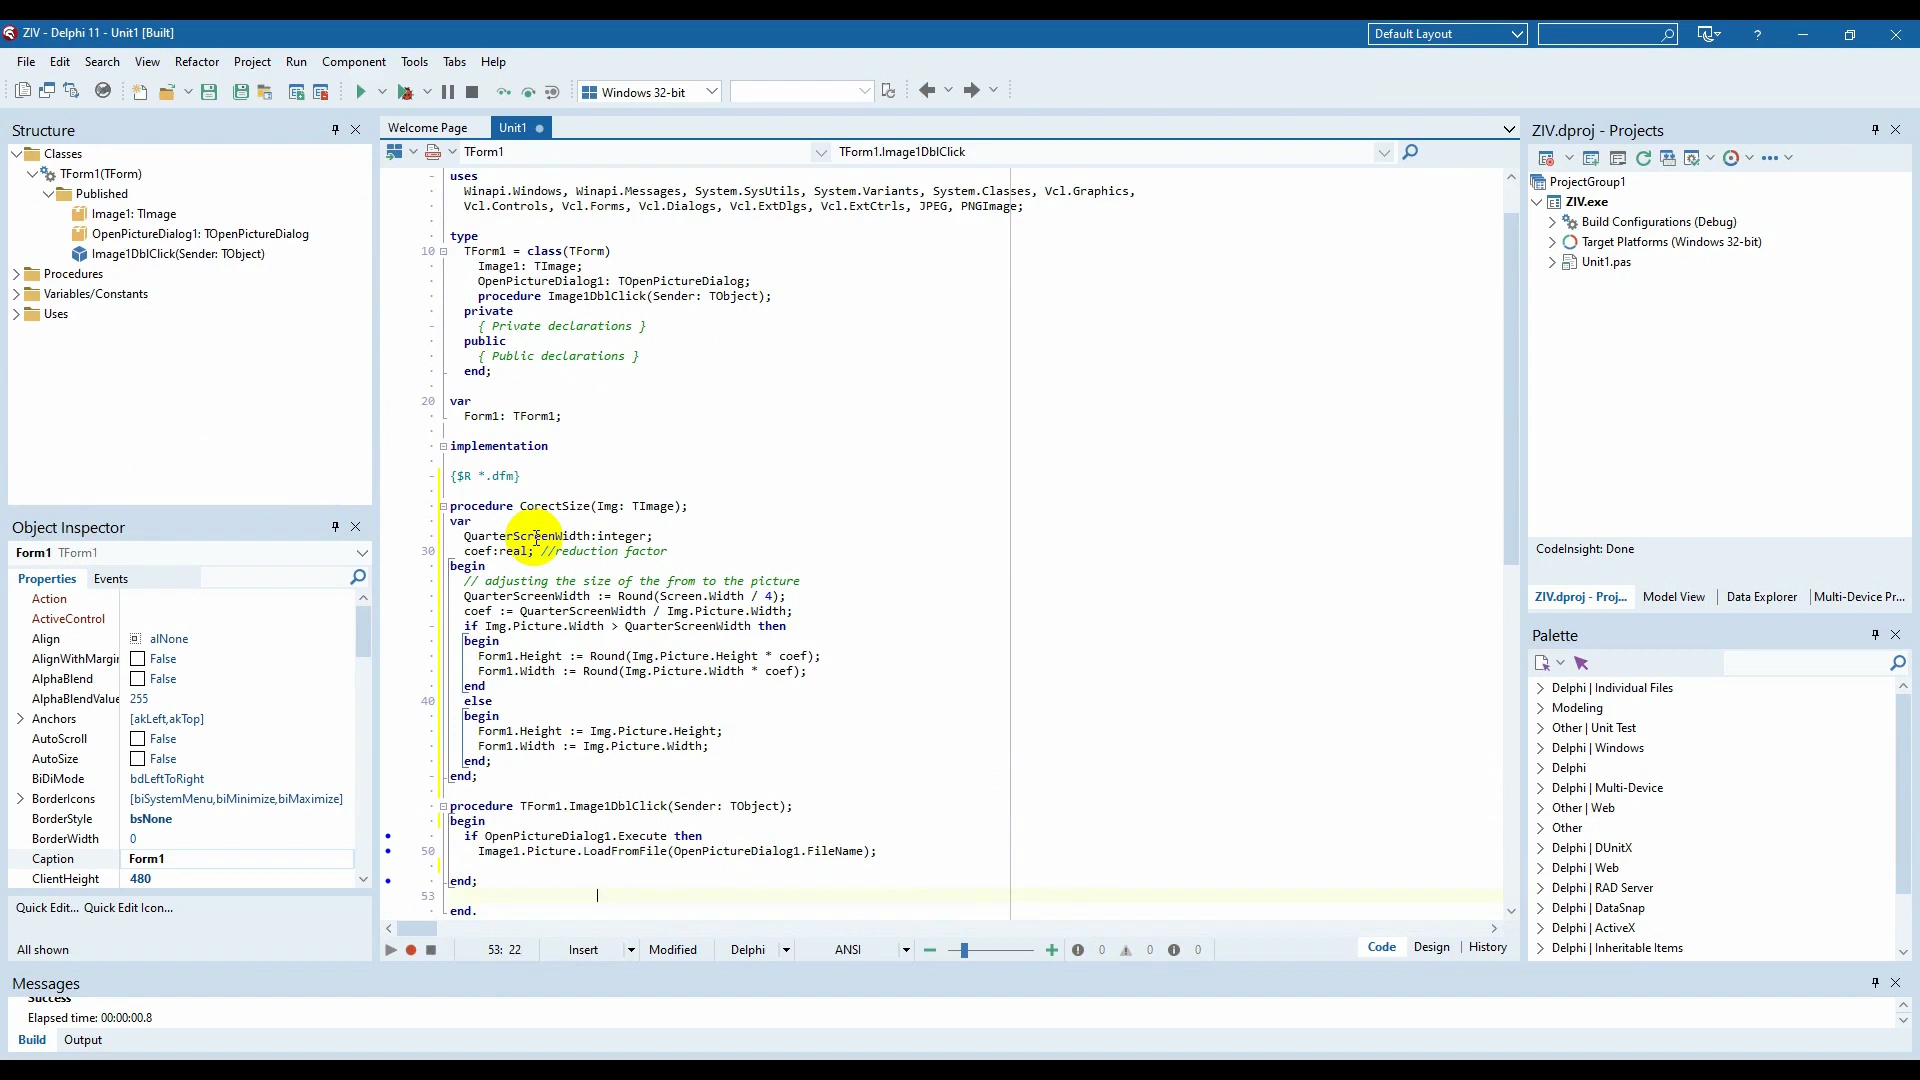 ZIV - Delphi 11 - Unit1 [Built]
Default Layout
?
File Edit Search View Refactor Project Run Component Tools Tabs Help
Windows 32-bit
Structure
Classes
TForm1(TForm)
Published
Image1: TImage
OpenPictureDialog1: TOpenPictureDialog
Image1DblClick(Sender: TObject)
Procedures
Variables/Constants
Uses
Object Inspector
Form1 TForm1
Properties Events
Action
ActiveControl
Align alNone
AlignWithMargin False
AlphaBlend False
AlphaBlendValue 255
Anchors [akLeft,akTop]
AutoScroll False
AutoSize False
BiDiMode bdLeftToRight
BorderIcons [biSystemMenu,biMinimize,biMaximize]
BorderStyle bsNone
BorderWidth 0
Caption Form1
ClientHeight 480
Quick Edit... Quick Edit Icon...
All shown
Welcome Page Unit1
TForm1 TForm1.Image1DblClick
uses
Winapi.Windows, Winapi.Messages, System.SysUtils, System.Variants, System.Classes, Vcl.Graphics,
Vcl.Controls, Vcl.Forms, Vcl.Dialogs, Vcl.ExtDlgs, Vcl.ExtCtrls, JPEG, PNGImage;
type
10 TForm1 = class(TForm)
Image1: TImage;
OpenPictureDialog1: TOpenPictureDialog;
procedure Image1DblClick(Sender: TObject);
private
{ Private declarations }
public
{ Public declarations }
end;
20 var
Form1: TForm1;
implementation
{$R *.dfm}
procedure CorectSize(Img: TImage);
var
QuarterScreenWidth:integer;
30 coef:real; //reduction factor
begin
// adjusting the size of the from to the picture
QuarterScreenWidth := Round(Screen.Width / 4);
coef := QuarterScreenWidth / Img.Picture.Width;
if Img.Picture.Width > QuarterScreenWidth then
begin
Form1.Height := Round(Img.Picture.Height * coef);
Form1.Width := Round(Img.Picture.Width * coef);
end
40 else
begin
Form1.Height := Img.Picture.Height;
Form1.Width := Img.Picture.Width;
end;
end;
procedure TForm1.Image1DblClick(Sender: TObject);
begin
if OpenPictureDialog1.Execute then
50 Image1.Picture.LoadFromFile(OpenPictureDialog1.FileName);
end;
53
end.
53: 22 Insert Modified Delphi ANSI 0 0 0 Code Design History
ZIV.dproj - Projects
ProjectGroup1
ZIV.exe
Build Configurations (Debug)
Target Platforms (Windows 32-bit)
Unit1.pas
CodeInsight: Done
ZIV.dproj - Proj... Model View Data Explorer Multi-Device Pr...
Palette
Delphi | Individual Files
Modeling
Other | Unit Test
Delphi | Windows
Delphi
Delphi | Multi-Device
Other | Web
Other
Delphi | DUnitX
Delphi | Web
Delphi | RAD Server
Delphi | DataSnap
Delphi | ActiveX
Delphi | Inheritable Items
Messages
Success
Elapsed time: 00:00:00.8
Build Output